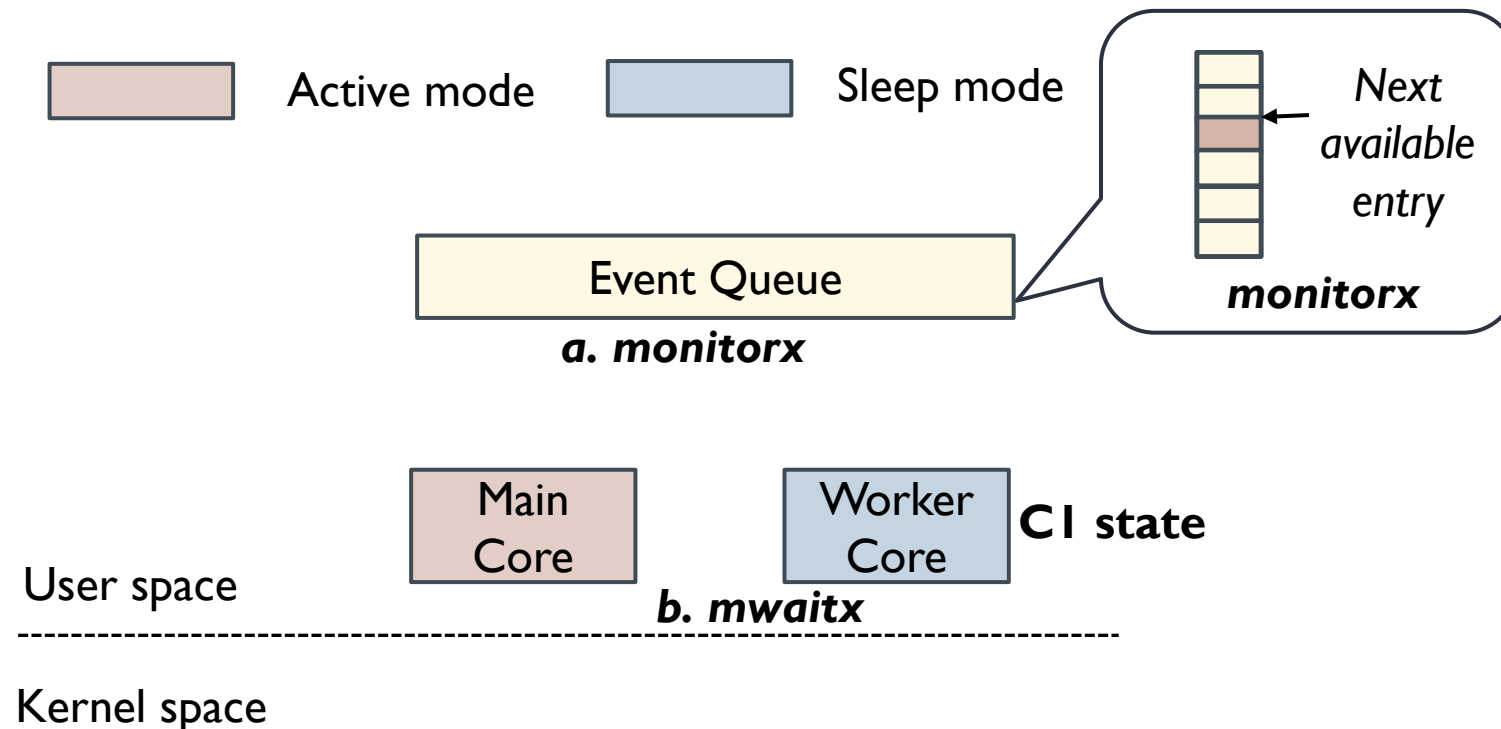 Active mode
Sleep mode
Next
available
entry
monitorx
Event Queue
a. monitorx
Main
Core
Worker
Core
C1 state
User space
b. mwaitx
Kernel space